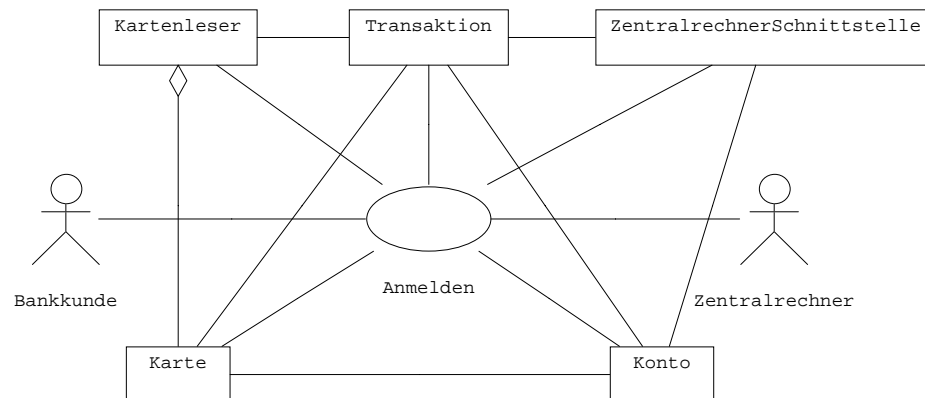 Kartenleser
Transaktion
ZentralrechnerSchnittstelle
Bankkunde
Anmelden
Zentralrechner
Karte
Konto